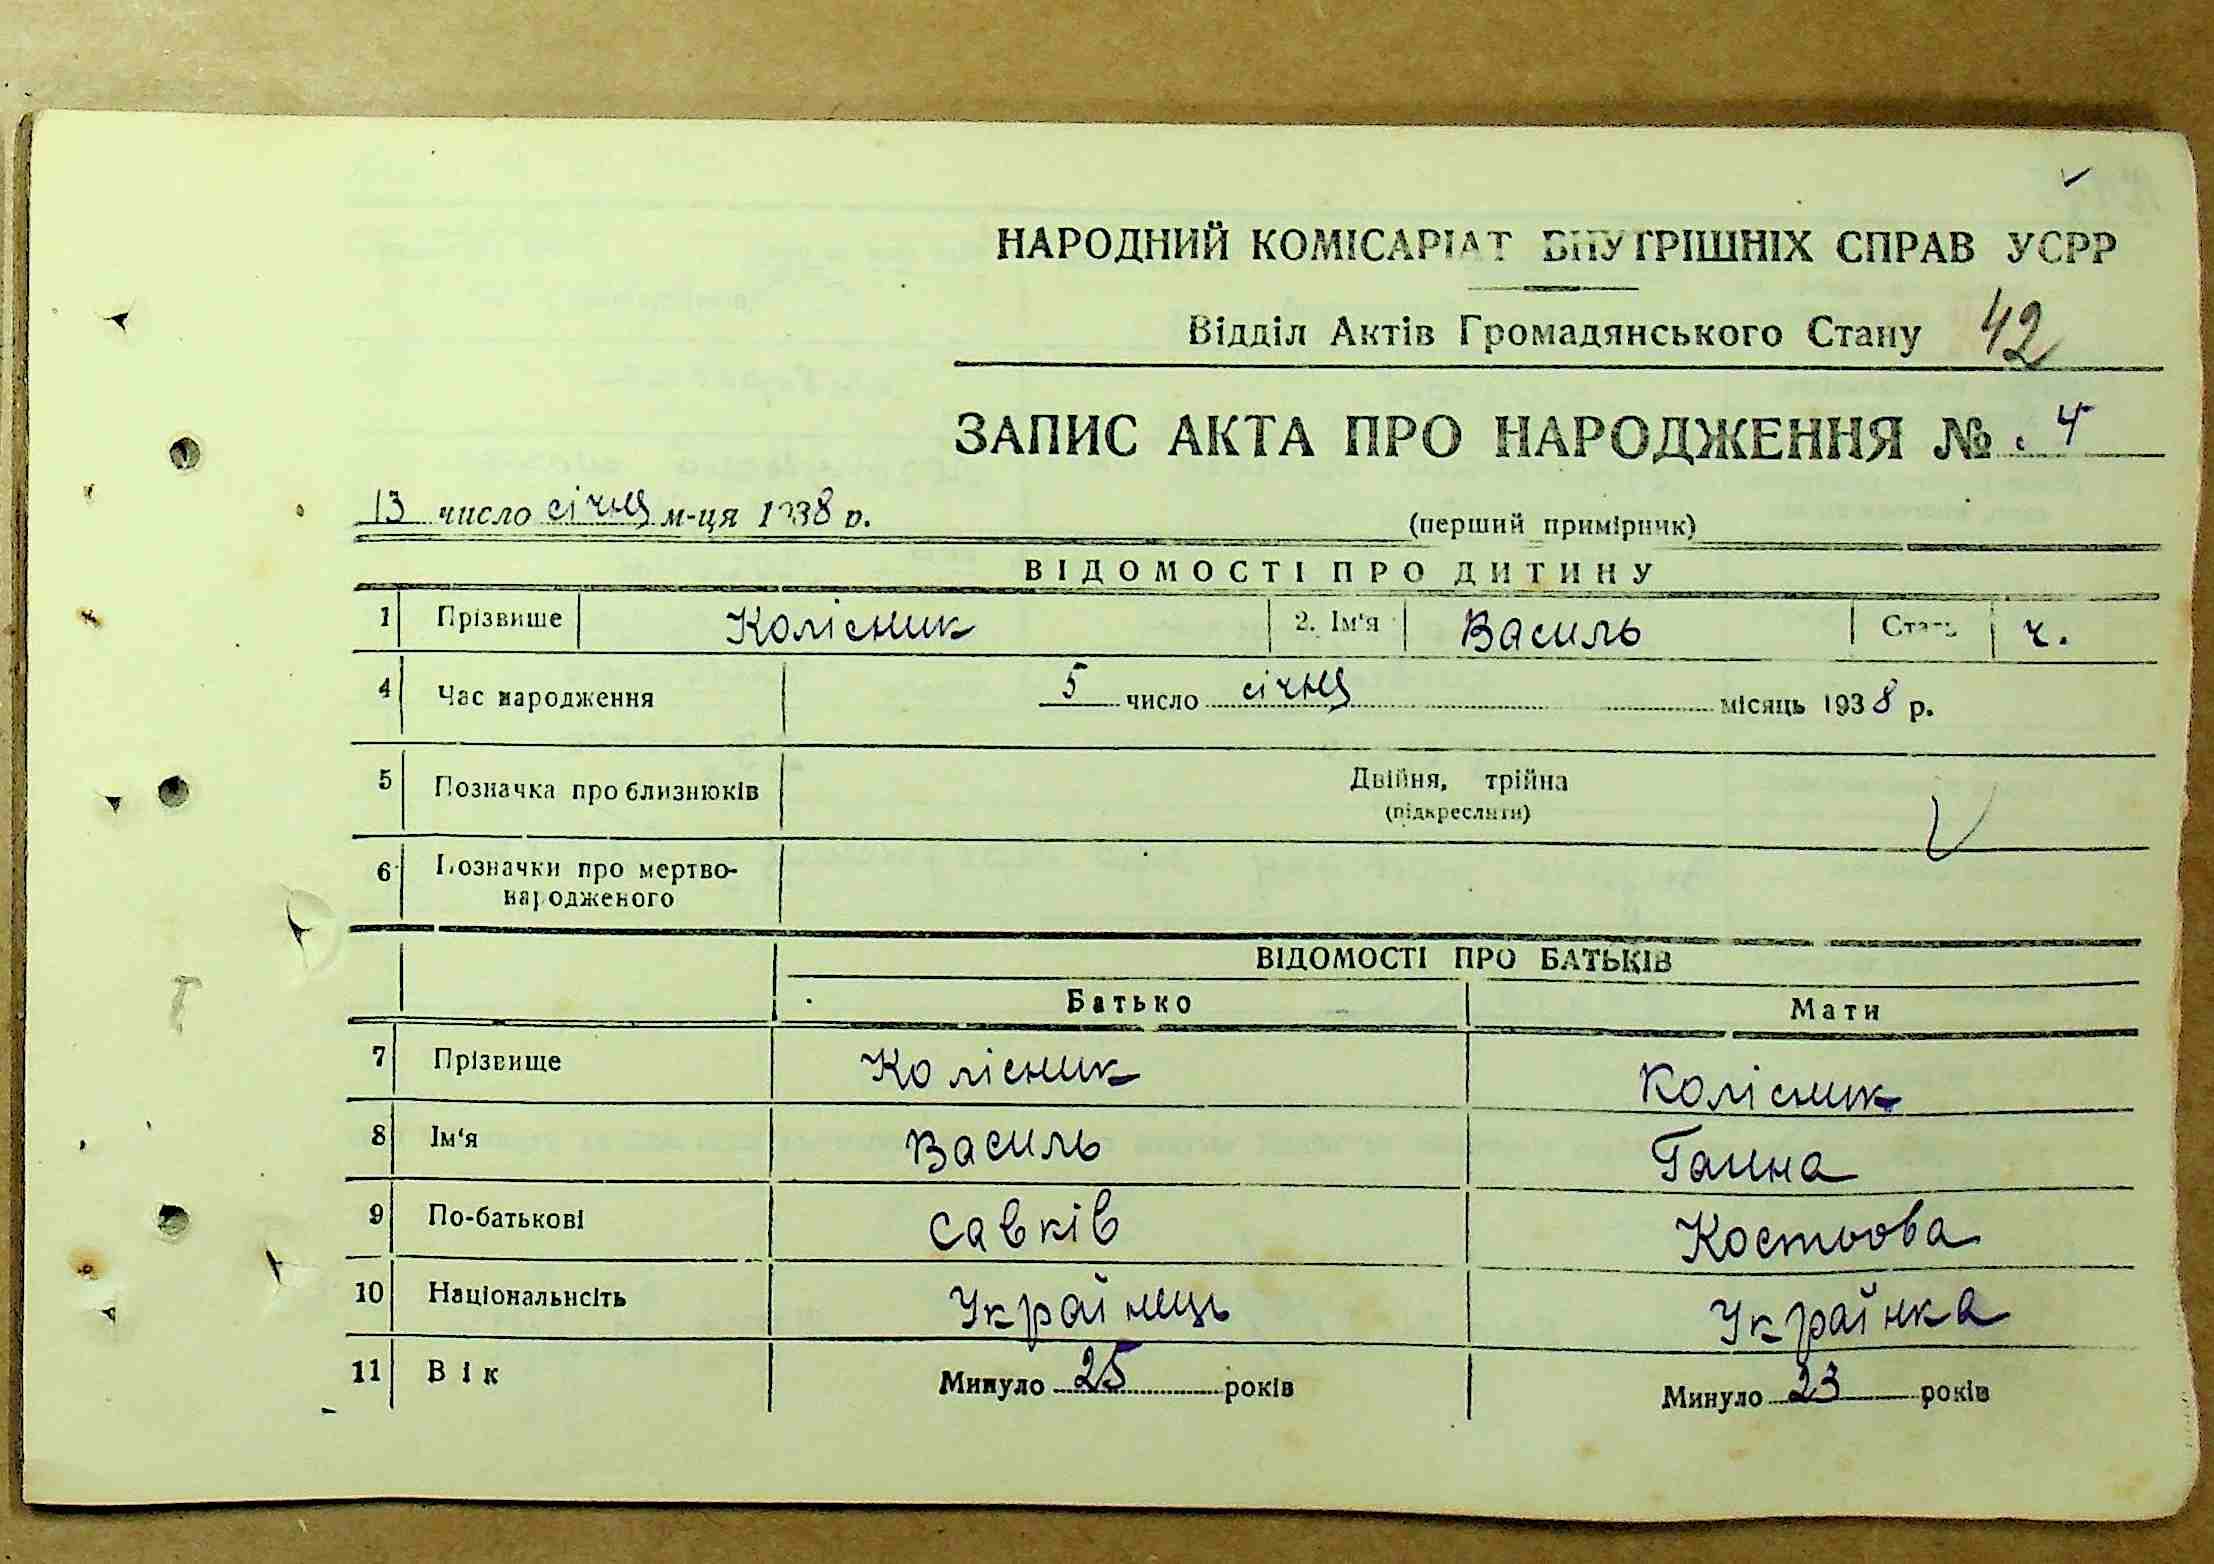 НАРОДНИЙ КОМІСАРІАТ ВНУТРІШНІХ СПРАВ УСРР
Відділ Актів Громадянського Стану 42
ЗАПИС АКТА ПРО НАРОДЖЕННЯ № 4
13 число січня м-ця 1938 р.
(перший примірник)
ВІДОМОСТІ ПРО ДИТИНУ
1 Прізвище Колісник 2. Ім'я Василь Стать ч.
4 Час народження 5 число січня місяць 1938 р.
5 Позначка про близнюків Двійня, трійна
(підкреслити)
6 Позначки про мертво-
народженого
ВІДОМОСТІ ПРО БАТЬКІВ
Батько Мати
7 Прізвище Колісник Колісник
8 Ім'я Василь Ганна
9 По-батькові Савків Костьова
10 Національнсіть Українець Українка
11 Вік Минуло 25 років Минуло 23 років